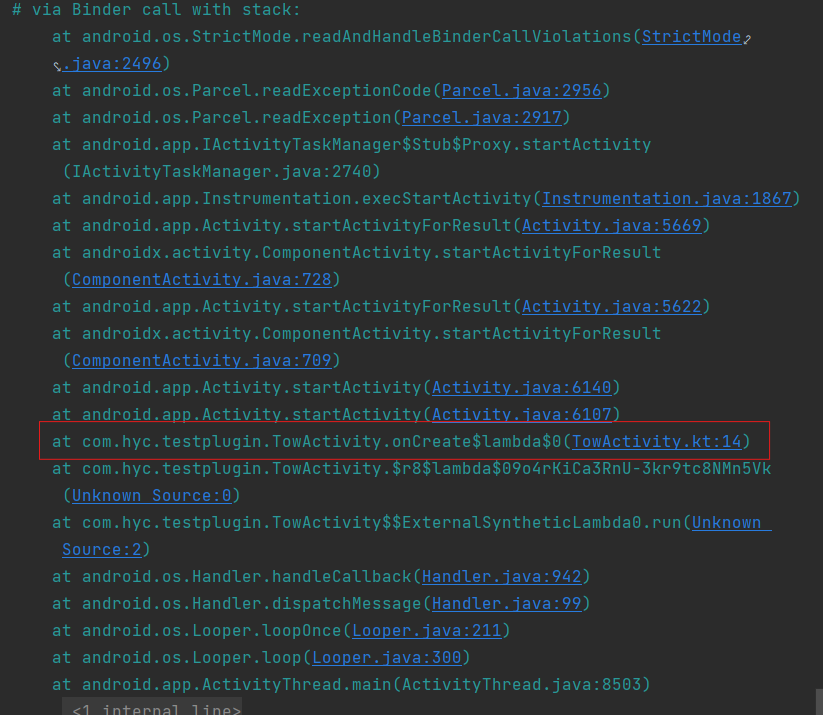 # via Binder call with stack:
at android.os.StrictMode.readAndHandleBinderCallViolations(StrictMode
.java:2496)
at android.os.Parcel.readExceptionCode(Parcel.java:2956)
at android.os.Parcel.readException(Parcel.java:2917)
at android.app.IActivityTaskManager$Stub$Proxy.startActivity
(IActivityTaskManager.java:2740)
at android.app.Instrumentation.execStartActivity(Instrumentation.java:1867)
at android.app.Activity.startActivityForResult(Activity.java:5669)
at androidx.activity.ComponentActivity.startActivityForResult
(ComponentActivity.java:728)
at android.app.Activity.startActivityForResult(Activity.java:5622)
at androidx.activity.ComponentActivity.startActivityForResult
(ComponentActivity.java:709)
at android.app.Activity.startActivity(Activity.java:6140)
at android.app.Activity.startActivity(Activity.java:6107)
at com.hyc.testplugin.TowActivity.onCreate$lambda$0(TowActivity.kt:14)
at com.hyc.testplugin.TowActivity.$r8$lambda$09o4rKiCa3RnU-3kr9tc8NMn5Vk
(Unknown Source:0)
at com.hyc.testplugin.TowActivity$$ExternalSyntheticLambda0.run(Unknown
Source:2)
at android.os.Handler.handleCallback(Handler.java:942)
at android.os.Handler.dispatchMessage(Handler.java:99)
at android.os.Looper.loopOnce(Looper.java:211)
at android.os.Looper.loop(Looper.java:300)
at android.app.ActivityThread.main(ActivityThread.java:8503)
<1 internal line>